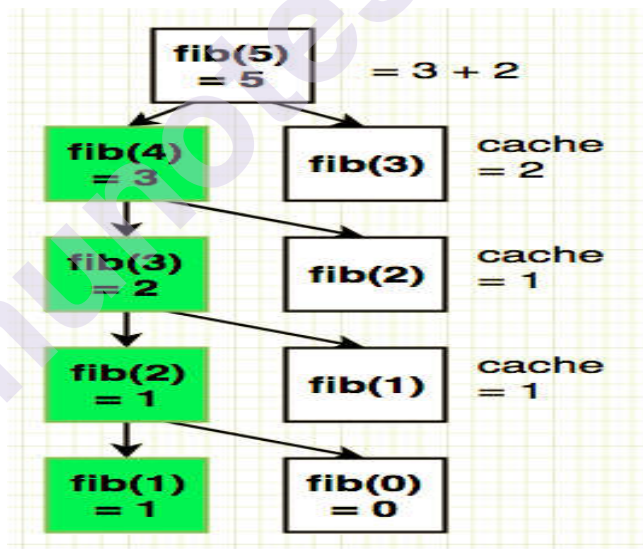 fib(5)
= 5
= 3 + 2
fib(4)
= 3
fib(3)
cache
= 2
fib(3)
= 2
fib(2)
cache
= 1
fib(2)
= 1
fib(1)
cache
= 1
fib(1)
= 1
fib(0)
= 0